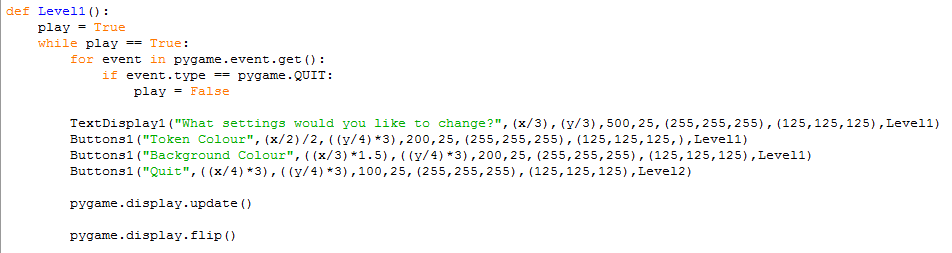 def Level1():
    play = True
    while play == True:
        for event in pygame.event.get():
            if event.type == pygame.QUIT:
                play = False
        TextDisplay1("What settings would you like to change?",(x/3),(y/3),500,25,(255,255,255),(125,125,125),Level1)
        Buttons1("Token Colour",(x/2)/2,((y/4)*3),200,25,(255,255,255),(125,125,125,),Level1)
        Buttons1("Background Colour",((x/3)*1.5),((y/4)*3),200,25,(255,255,255),(125,125,125),Level1)
        Buttons1("Quit",((x/4)*3),((y/4)*3),100,25,(255,255,255),(125,125,125),Level2)
        pygame.display.update()
        pygame.display.flip()